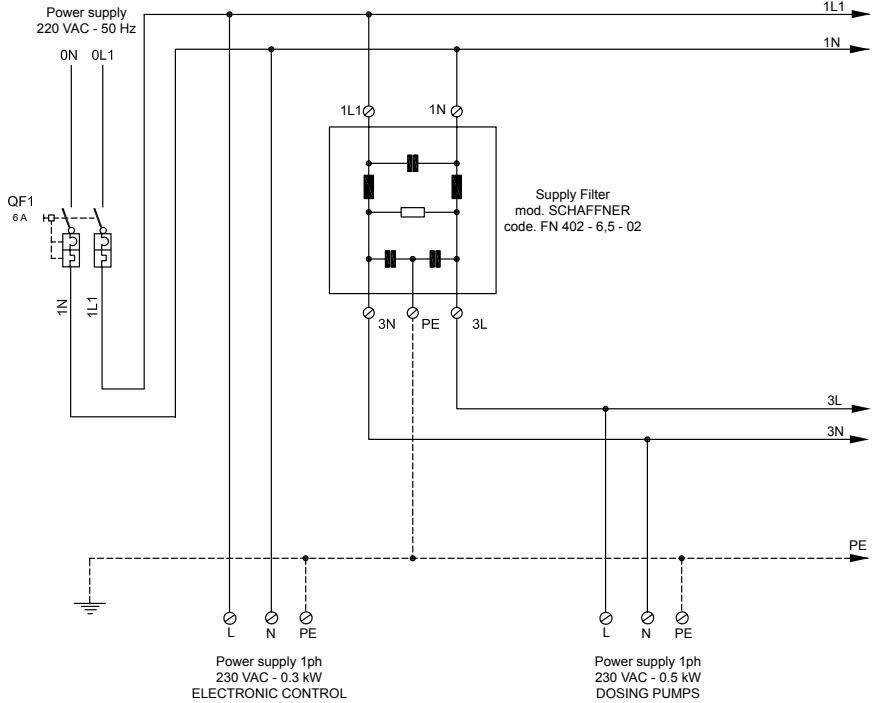 Power supply
220 VAC - 50 Hz
0N 0L1
1L1
1N
1L1 1N
QF1
6 A
Supply Filter
mod. SCHAFFNER
code. FN 402 - 6,5 - 02
1N 1L1
3N PE 3L
3L
3N
PE
L N PE
L N PE
Power supply 1ph
230 VAC - 0.3 kW
ELECTRONIC CONTROL
Power supply 1ph
230 VAC - 0.5 kW
DOSING PUMPS